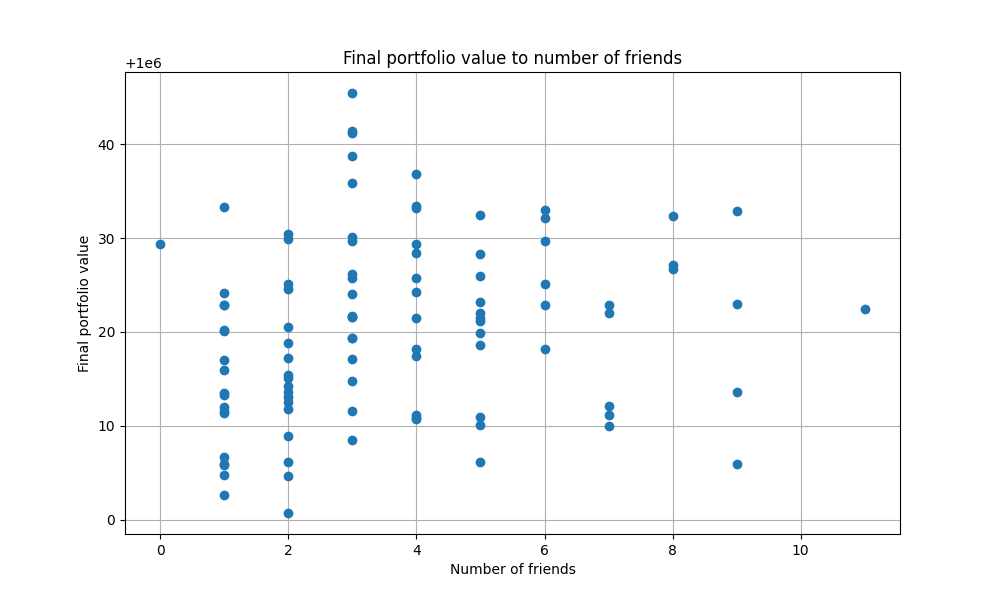 Final portfolio value to number of friends
+1e6
40
30
20
10
0
Final portfolio value
0 2 4 6 8 10
Number of friends